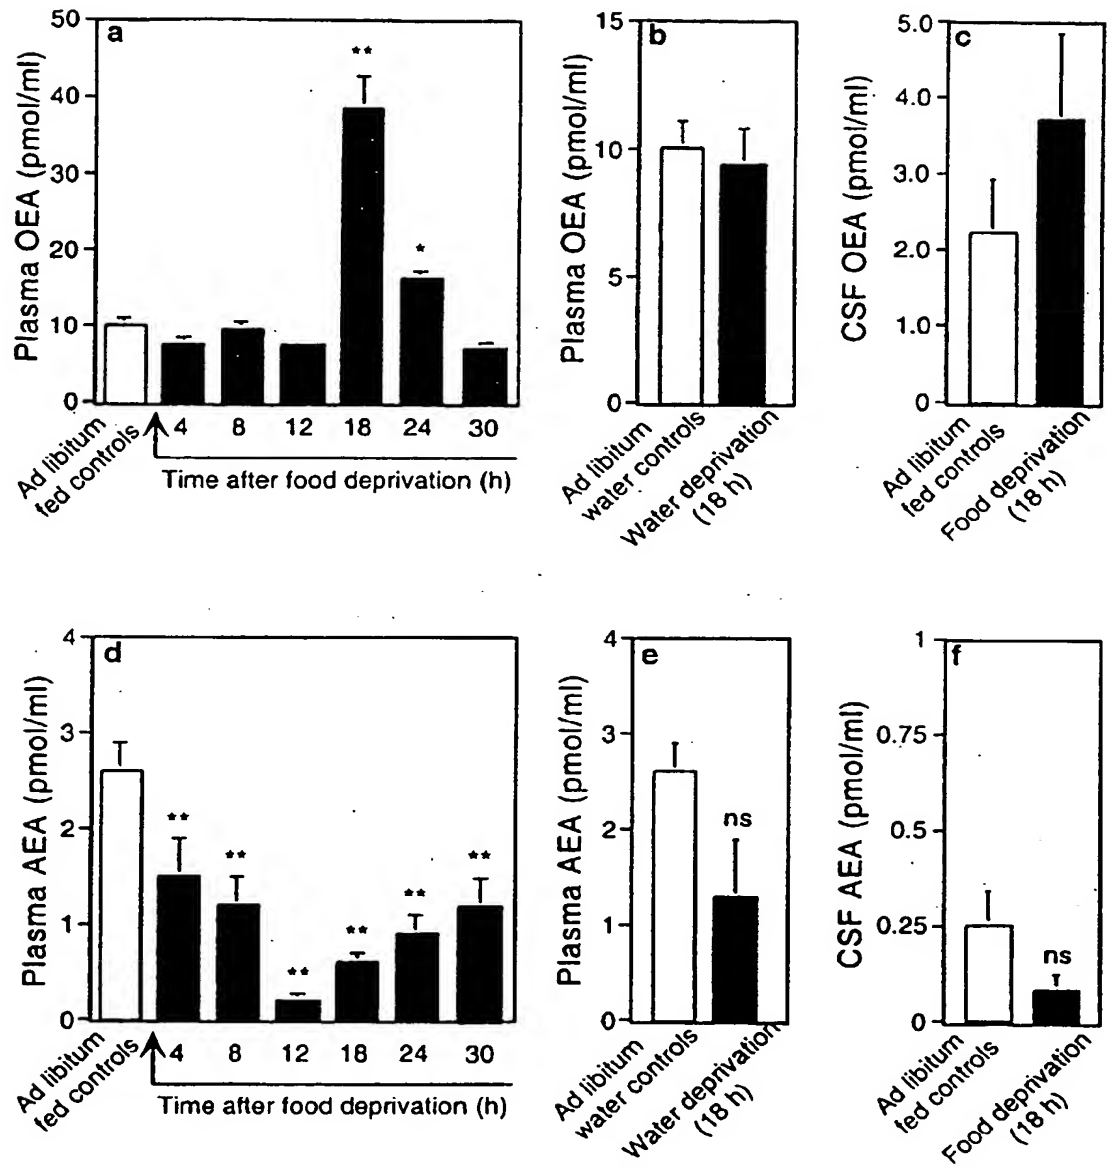 a
Plasma OEA (pmol/ml)
50
40
30
20
10
0
**
*
Ad libitum
fed controls
4 8 12 18 24 30
Time after food deprivation (h)
b
Plasma OEA (pmol/ml)
15
10
5
0
Ad libitum
water controls
Water deprivation
(18 h)
c
CSF OEA (pmol/ml)
5.0
4.0
3.0
2.0
1.0
0
Ad libitum
fed controls
Food deprivation
(18 h)
d
Plasma AEA (pmol/ml)
4
3
2
1
0
** ** ** ** ** **
Ad libitum
fed controls
4 8 12 18 24 30
Time after food deprivation (h)
e
Plasma AEA (pmol/ml)
4
3
2
1
0
ns
Ad libitum
water controls
Water deprivation
(18 h)
f
CSF AEA (pmol/ml)
1
0.75
0.5
0.25
0
ns
Ad libitum
fed controls
Food deprivation
(18 h)